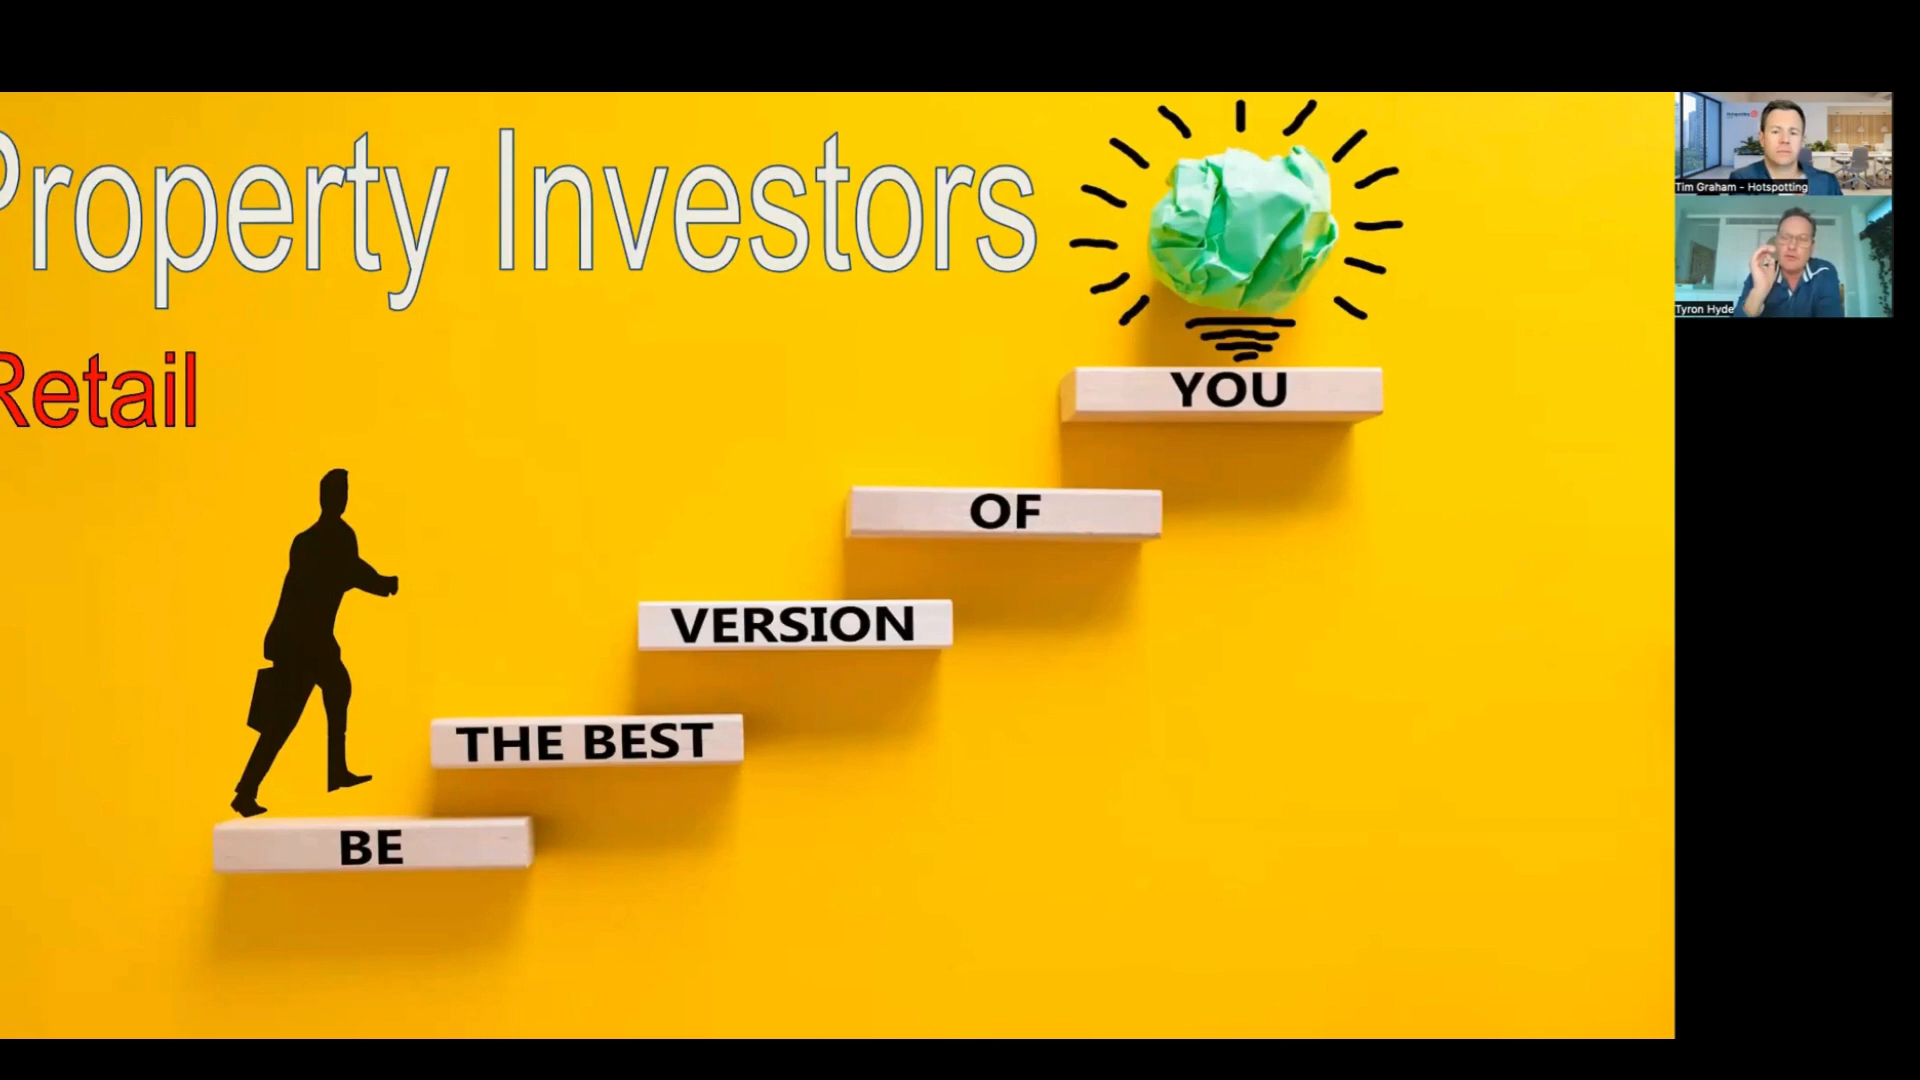 Property Investors
Retail
YOU
OF
VERSION
THE BEST
BE
Tim Graham - Hotspotting
Tyron Hyde